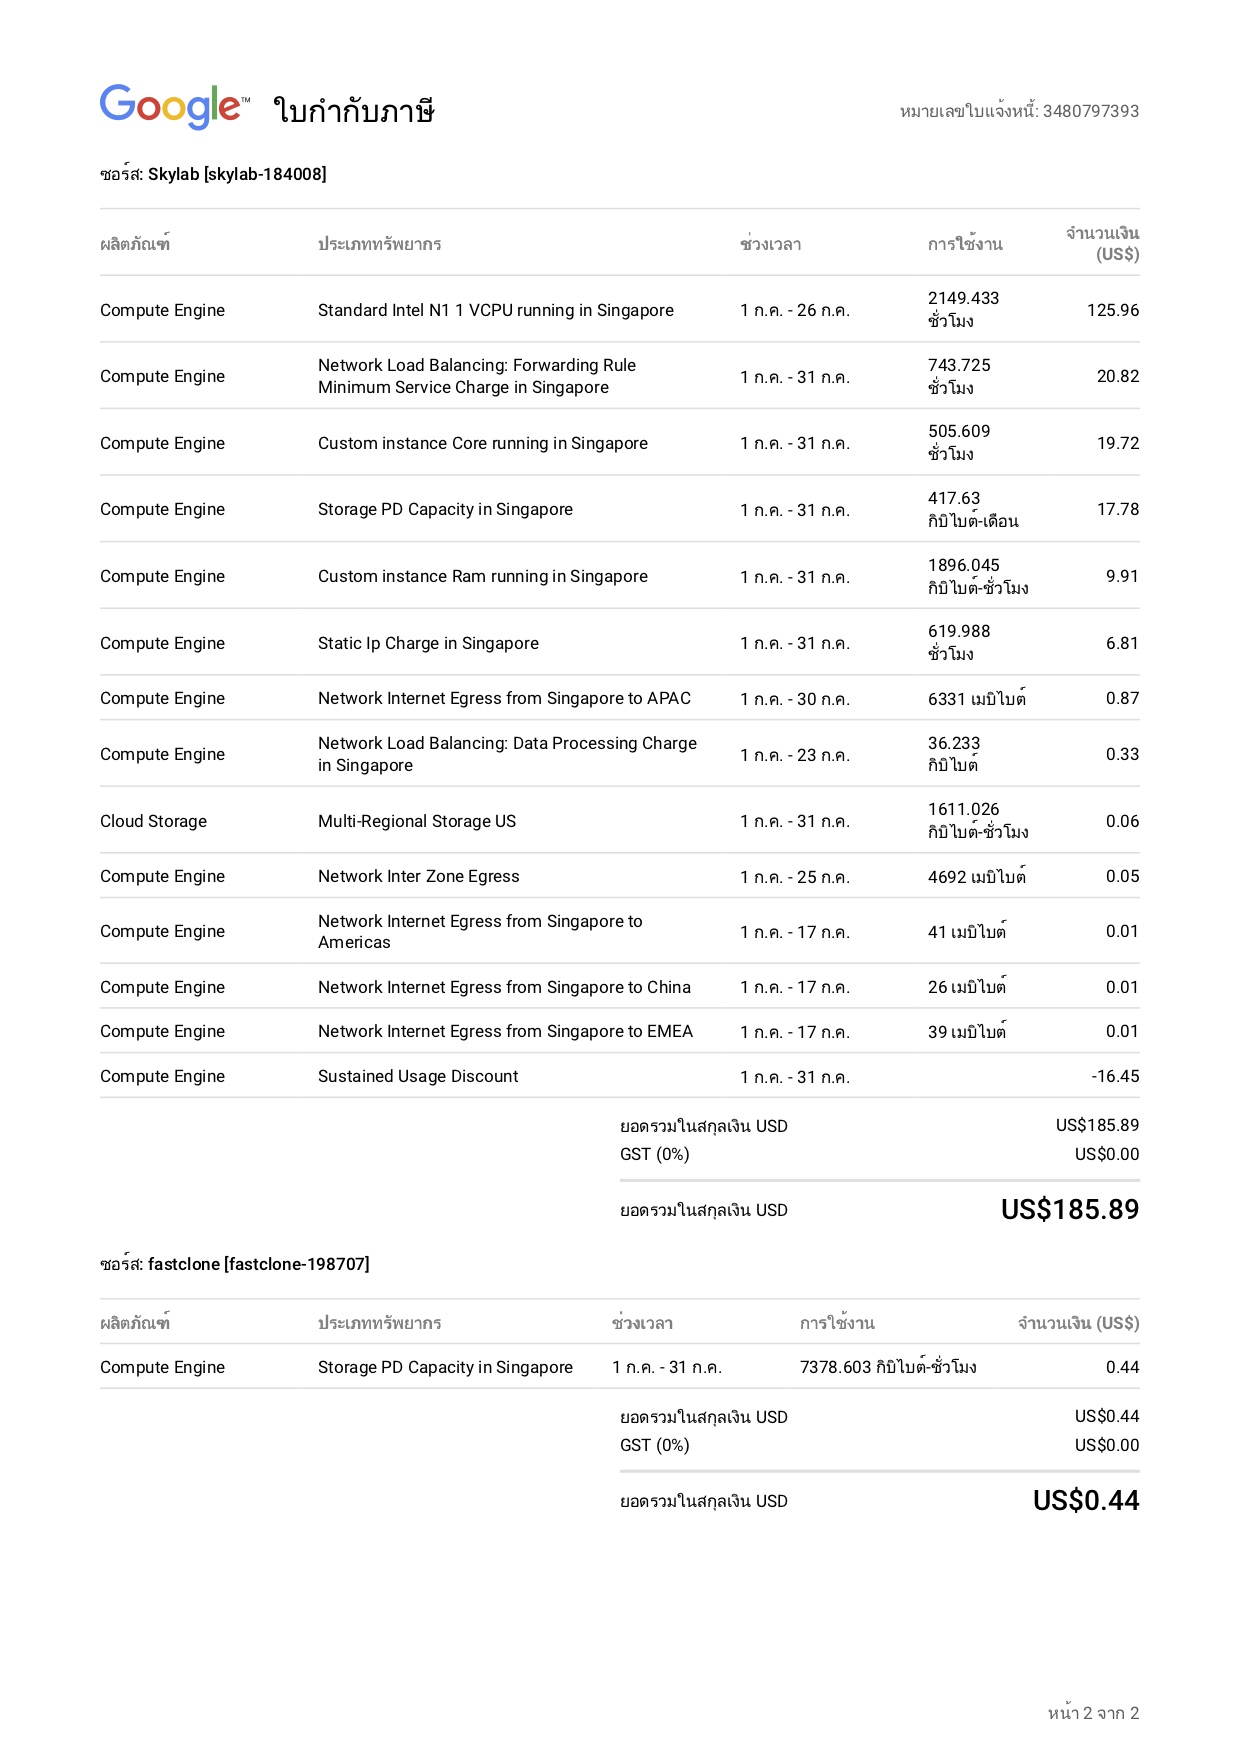 Google™ ใบกำกับภาษี
หมายเลขใบแจ้งหนี้: 3480797393
ซอร์ส: Skylab [skylab-184008]
ผลิตภัณฑ์ ประเภททรัพยากร ช่วงเวลา การใช้งาน จำนวนเงิน
(US$)
Compute Engine Standard Intel N1 1 VCPU running in Singapore 1 ก.ค. - 26 ก.ค. 2149.433
ชั่วโมง 125.96
Compute Engine Network Load Balancing: Forwarding Rule
Minimum Service Charge in Singapore 1 ก.ค. - 31 ก.ค. 743.725
ชั่วโมง 20.82
Compute Engine Custom instance Core running in Singapore 1 ก.ค. - 31 ก.ค. 505.609
ชั่วโมง 19.72
Compute Engine Storage PD Capacity in Singapore 1 ก.ค. - 31 ก.ค. 417.63
กิบิไบต์-เดือน 17.78
Compute Engine Custom instance Ram running in Singapore 1 ก.ค. - 31 ก.ค. 1896.045
กิบิไบต์-ชั่วโมง 9.91
Compute Engine Static Ip Charge in Singapore 1 ก.ค. - 31 ก.ค. 619.988
ชั่วโมง 6.81
Compute Engine Network Internet Egress from Singapore to APAC 1 ก.ค. - 30 ก.ค. 6331 เมบิไบต์ 0.87
Compute Engine Network Load Balancing: Data Processing Charge
in Singapore 1 ก.ค. - 23 ก.ค. 36.233
กิบิไบต์ 0.33
Cloud Storage Multi-Regional Storage US 1 ก.ค. - 31 ก.ค. 1611.026
กิบิไบต์-ชั่วโมง 0.06
Compute Engine Network Inter Zone Egress 1 ก.ค. - 25 ก.ค. 4692 เมบิไบต์ 0.05
Compute Engine Network Internet Egress from Singapore to
Americas 1 ก.ค. - 17 ก.ค. 41 เมบิไบต์ 0.01
Compute Engine Network Internet Egress from Singapore to China 1 ก.ค. - 17 ก.ค. 26 เมบิไบต์ 0.01
Compute Engine Network Internet Egress from Singapore to EMEA 1 ก.ค. - 17 ก.ค. 39 เมบิไบต์ 0.01
Compute Engine Sustained Usage Discount 1 ก.ค. - 31 ก.ค. -16.45
ยอดรวมในสกุลเงิน USD US$185.89
GST (0%) US$0.00
ยอดรวมในสกุลเงิน USD US$185.89
ซอร์ส: fastclone [fastclone-198707]
ผลิตภัณฑ์ ประเภททรัพยากร ช่วงเวลา การใช้งาน จำนวนเงิน (US$)
Compute Engine Storage PD Capacity in Singapore 1 ก.ค. - 31 ก.ค. 7378.603 กิบิไบต์-ชั่วโมง 0.44
ยอดรวมในสกุลเงิน USD US$0.44
GST (0%) US$0.00
ยอดรวมในสกุลเงิน USD US$0.44
หน้า 2 จาก 2